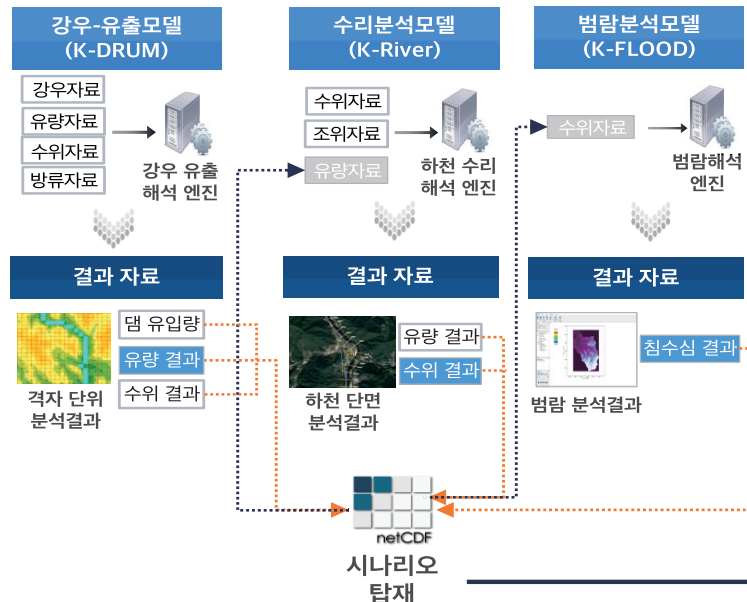 강우-유출모델
(K-DRUM)
강우자료
유량자료
수위자료
방류자료
강우 유출
해석 엔진
결과 자료
댐 유입량
유량 결과
수위 결과
격자 단위
분석결과
수리분석모델
(K-River)
수위자료
조위자료
유량자료
하천 수리
해석 엔진
결과 자료
유량 결과
수위 결과
하천 단면
분석결과
범람분석모델
(K-FLOOD)
수위자료
범람해석
엔진
결과 자료
침수심 결과
범람 분석결과
netCDF
시나리오
탑재